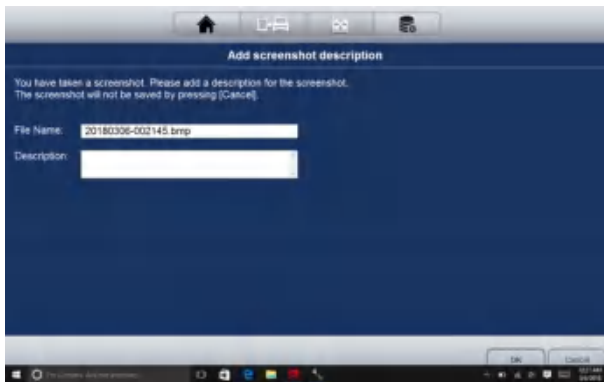 Add screenshot description
You have taken a screenshot. Please add a description for the screenshot.
The screenshot will not be saved by pressing [Cancel].
File Name: 20180306-002145.bmp
Description:
OK Cancel